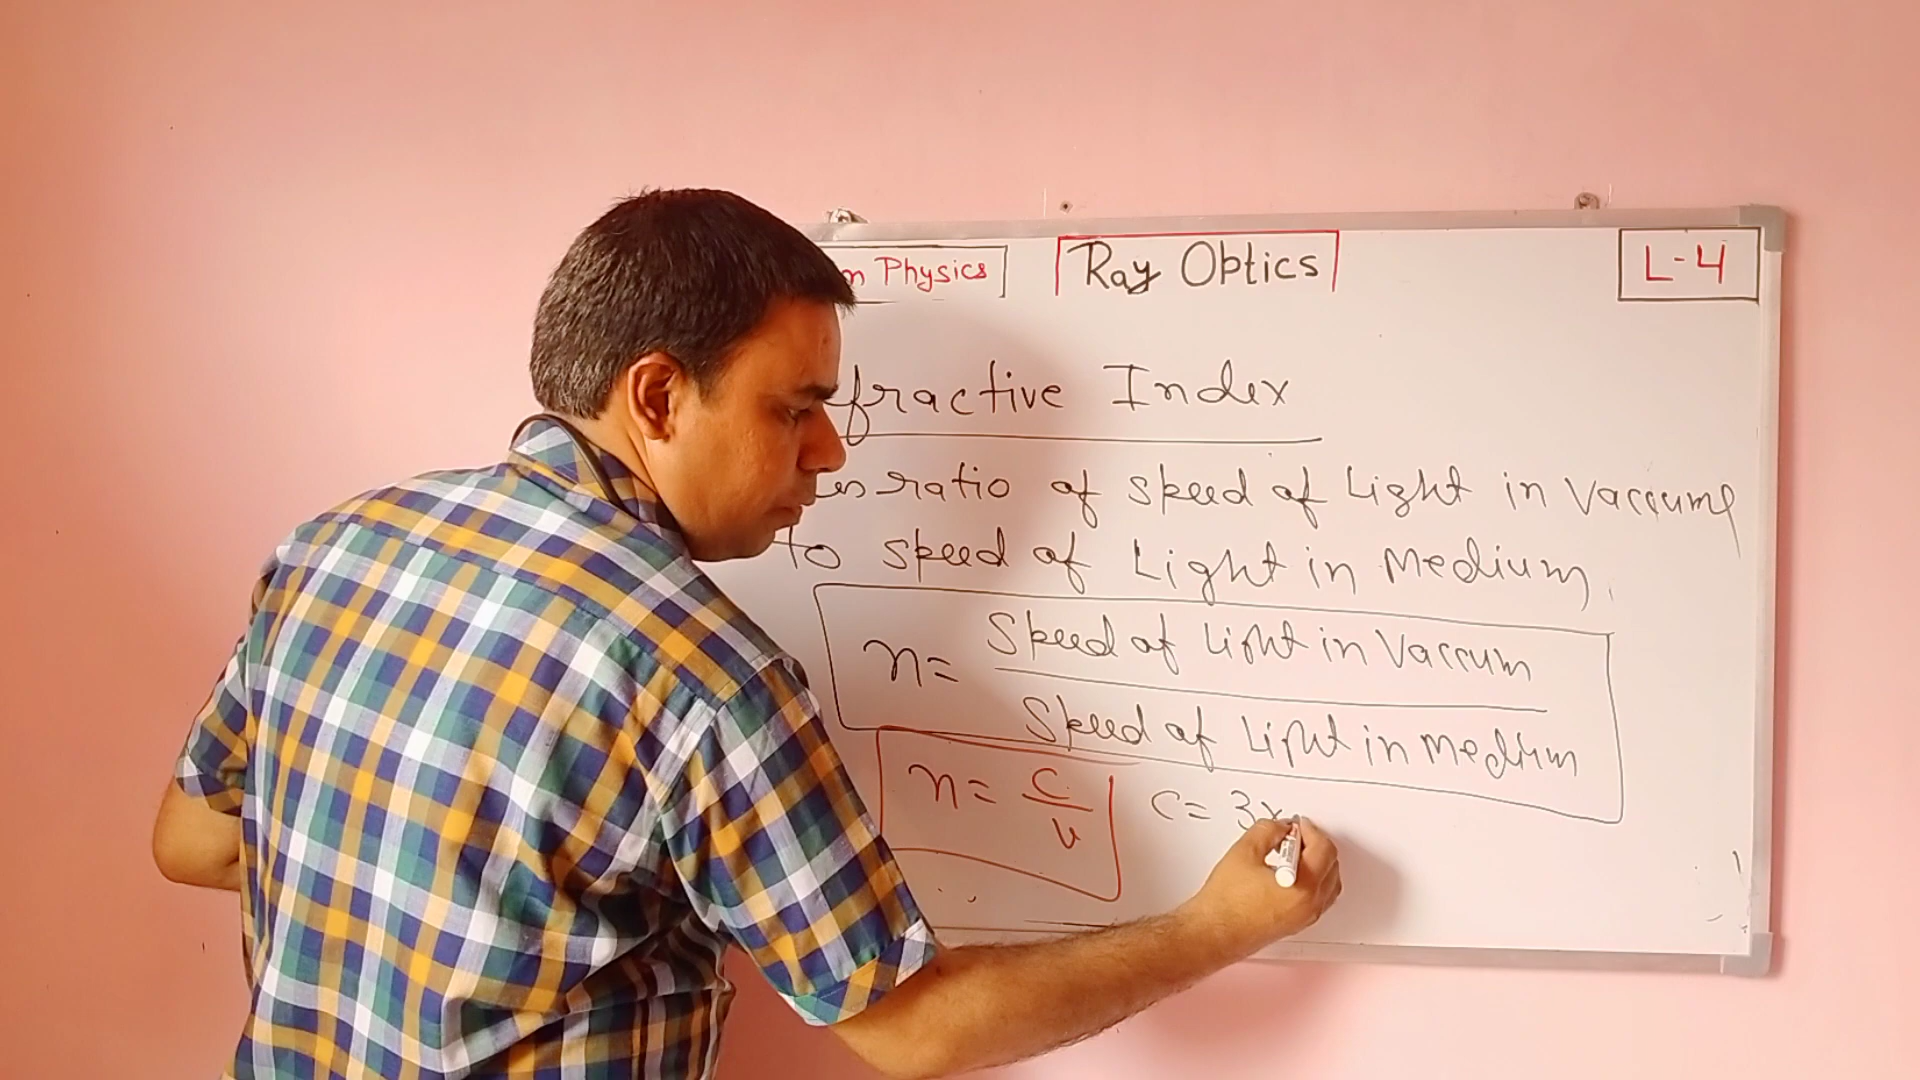 n Physics
Ray Optics
L-4
fractive Index
ratio of speed of Light in Vaccume
to speed of Light in Medium.
n = Speed of Light in Vaccum
Speed of Light in Medium
n = c
v
c = 3x